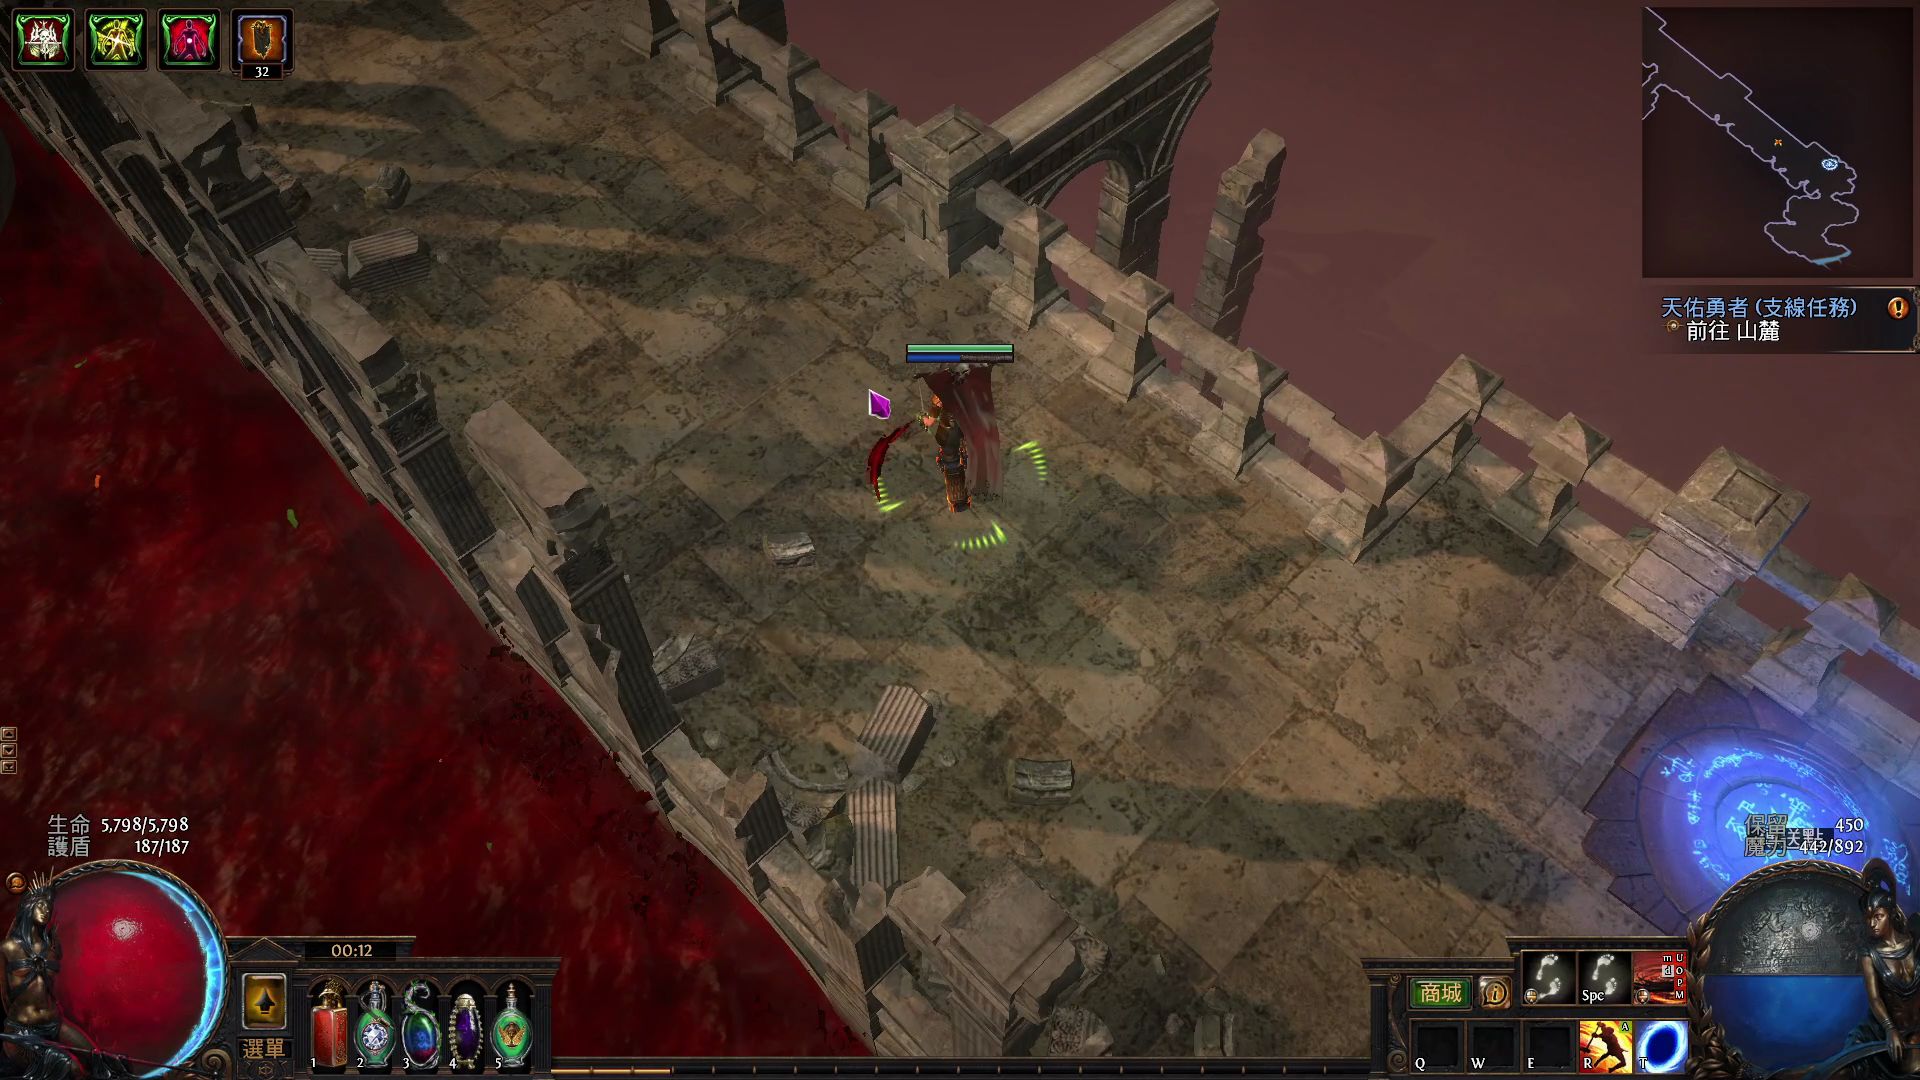 32
天佑勇者 (支線任務)
前往 山麓
生命 5,798/5,798
護盾 187/187
保留 450
魔力 442/892
00:12
選單
1
2
3
4
5
商城
Spc
Q
W
E
R
A
T